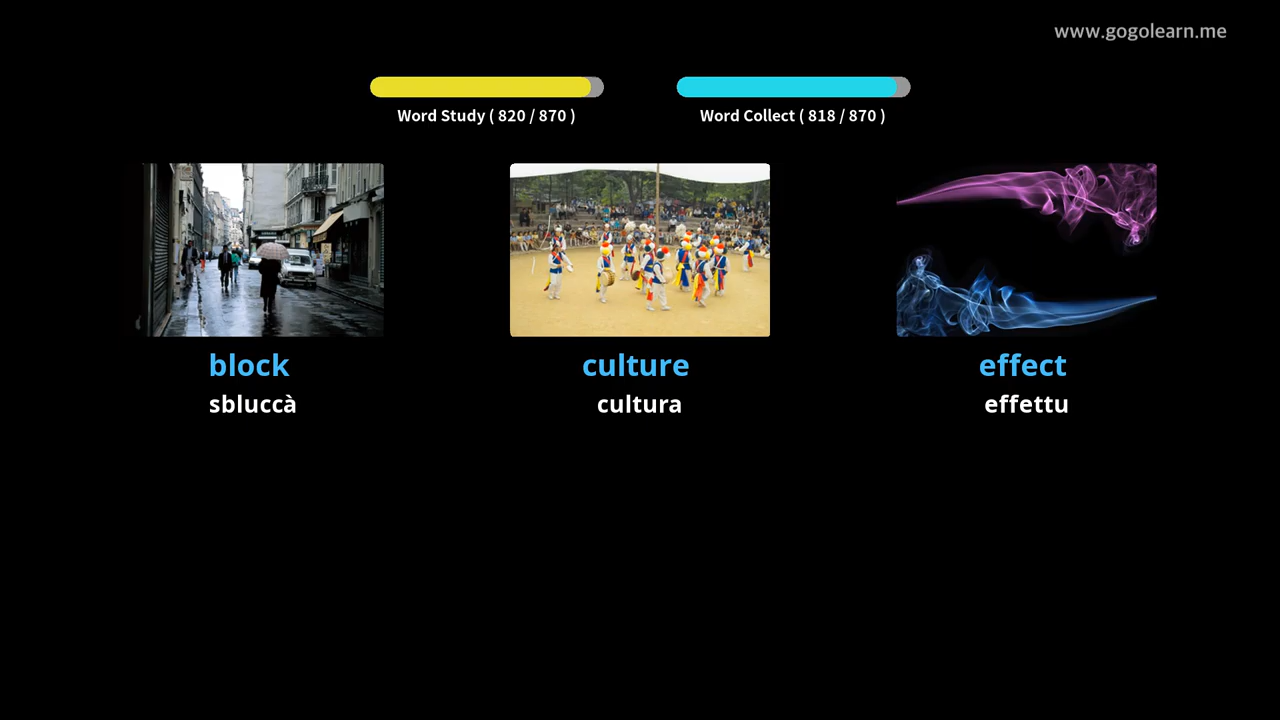 www.gogolearn.me
Word Study ( 820 / 870 )
Word Collect ( 818 / 870 )
block
culture
effect
sbluccà
cultura
effettu